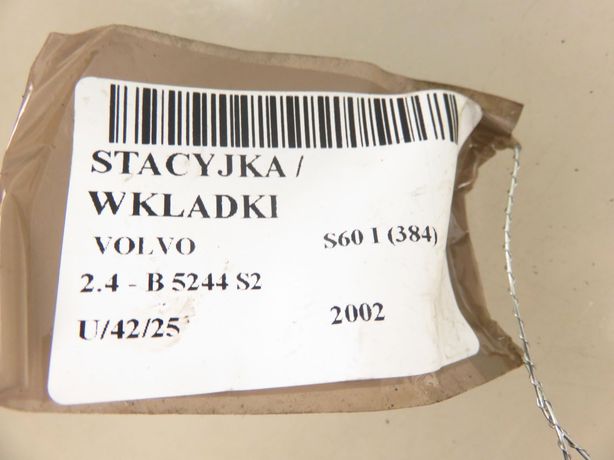 STACYJKA /
WKLADKI
VOLVO S60 I (384)
2.4 - B 5244 S2
U/42/25 2002